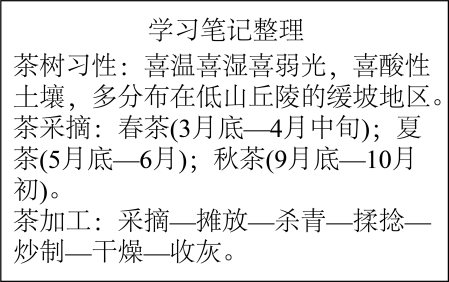 学习笔记整理
茶树习性：喜温喜湿喜弱光，喜酸性
土壤，多分布在低山丘陵的缓坡地区。
茶采摘：春茶(3月底—4月中旬)；夏
茶(5月底—6月)；秋茶(9月底—10月
初)。
茶加工：采摘—摊放—杀青—揉捻—
炒制—干燥—收灰。